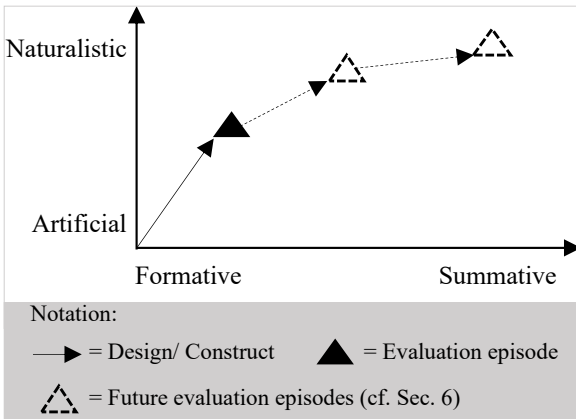 Naturalistic
Artificial
Formative Summative
Notation:
= Design/ Construct = Evaluation episode
= Future evaluation episodes (cf. Sec. 6)